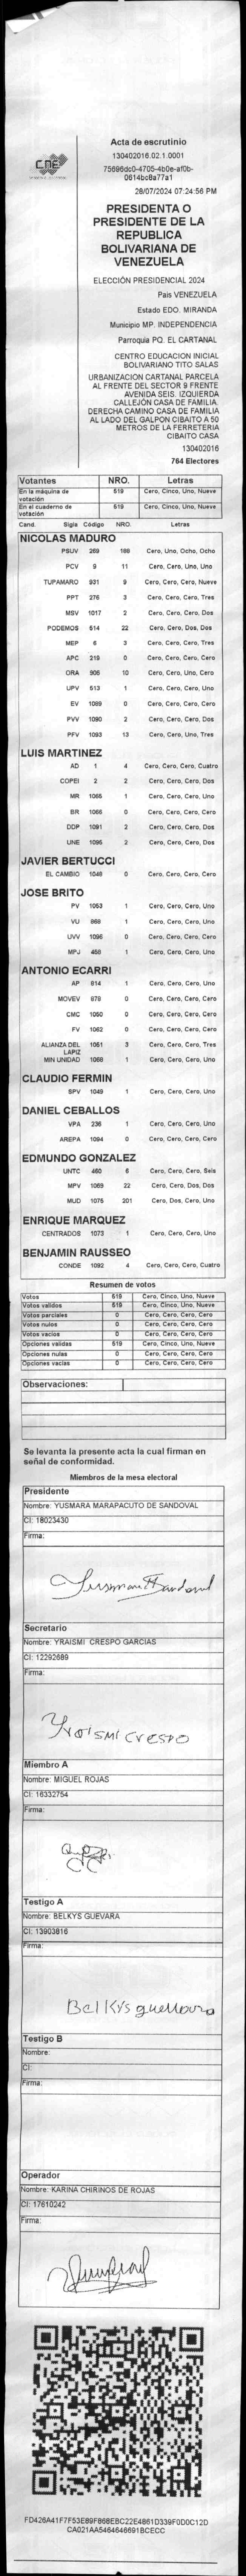 CNE
Acta de escrutinio
130402016.02.1.0001
75696dc0-4705-4b0e-af0b-
0614bc8a77a1
28/07/2024 07:24:56 PM
PRESIDENTA O
PRESIDENTE DE LA
REPUBLICA
BOLIVARIANA DE
VENEZUELA
ELECCIÓN PRESIDENCIAL 2024
Pais VENEZUELA
Estado EDO. MIRANDA
Municipio MP. INDEPENDENCIA
Parroquia PQ. EL CARTANAL
CENTRO EDUCACION INICIAL
BOLIVARIANO TITO SALAS
URBANIZACION CARTANAL PARCELA
AL FRENTE DEL SECTOR 9 FRENTE
AVENIDA SEIS. IZQUIERDA
CALLEJÓN CASA DE FAMILIA.
DERECHA CAMINO CASA DE FAMILIA
AL LADO DEL GALPON CIBAITO A 50
METROS DE LA FERRETERIA
CIBAITO CASA
130402016
764 Electores
Votantes NRO. Letras
En la máquina de votación 519 Cero, Cinco, Uno, Nueve
En el cuaderno de votación 519 Cero, Cinco, Uno, Nueve
Cand. Sigla Código NRO. Letras
NICOLAS MADURO
PSUV 269 188 Cero, Uno, Ocho, Ocho
PCV 9 11 Cero, Cero, Uno, Uno
TUPAMARO 931 9 Cero, Cero, Cero, Nueve
PPT 276 3 Cero, Cero, Cero, Tres
MSV 1017 2 Cero, Cero, Cero, Dos
PODEMOS 514 22 Cero, Cero, Dos, Dos
MEP 6 3 Cero, Cero, Cero, Tres
APC 219 0 Cero, Cero, Cero, Cero
ORA 906 10 Cero, Cero, Uno, Cero
UPV 513 1 Cero, Cero, Cero, Uno
EV 1089 0 Cero, Cero, Cero, Cero
PVV 1090 2 Cero, Cero, Cero, Dos
PFV 1093 13 Cero, Cero, Uno, Tres
LUIS MARTINEZ
AD 1 4 Cero, Cero, Cero, Cuatro
COPEI 2 2 Cero, Cero, Cero, Dos
MR 1065 1 Cero, Cero, Cero, Uno
BR 1066 0 Cero, Cero, Cero, Cero
DDP 1091 2 Cero, Cero, Cero, Dos
UNE 1095 2 Cero, Cero, Cero, Dos
JAVIER BERTUCCI
EL CAMBIO 1048 0 Cero, Cero, Cero, Cero
JOSE BRITO
PV 1053 1 Cero, Cero, Cero, Uno
VU 868 1 Cero, Cero, Cero, Uno
UVV 1096 0 Cero, Cero, Cero, Cero
MPJ 458 1 Cero, Cero, Cero, Uno
ANTONIO ECARRI
AP 814 1 Cero, Cero, Cero, Uno
MOVEV 878 0 Cero, Cero, Cero, Cero
CMC 1050 0 Cero, Cero, Cero, Cero
FV 1052 0 Cero, Cero, Cero, Cero
ALIANZA DEL LAPIZ 1051 3 Cero, Cero, Cero, Tres
MIN UNIDAD 1068 1 Cero, Cero, Cero, Uno
CLAUDIO FERMIN
SPV 1049 1 Cero, Cero, Cero, Uno
DANIEL CEBALLOS
VPA 236 1 Cero, Cero, Cero, Uno
AREPA 1094 0 Cero, Cero, Cero, Cero
EDMUNDO GONZALEZ
UNTC 460 6 Cero, Cero, Cero, Seis
MPV 1069 22 Cero, Cero, Dos, Dos
MUD 1075 201 Cero, Dos, Cero, Uno
ENRIQUE MARQUEZ
CENTRADOS 1073 1 Cero, Cero, Cero, Uno
BENJAMIN RAUSSEO
CONDE 1092 4 Cero, Cero, Cero, Cuatro
Resumen de votos
Votos 519 Cero, Cinco, Uno, Nueve
Votos validos 519 Cero, Cinco, Uno, Nueve
Votos parciales 0 Cero, Cero, Cero, Cero
Votos nulos 0 Cero, Cero, Cero, Cero
Votos vacios 0 Cero, Cero, Cero, Cero
Opciones validas 519 Cero, Cinco, Uno, Nueve
Opciones nulas 0 Cero, Cero, Cero, Cero
Opciones vacias 0 Cero, Cero, Cero, Cero
Observaciones:
Se levanta la presente acta la cual firman en
señal de conformidad.
Miembros de la mesa electoral
Presidente
Nombre: YUSMARA MARAPACUTO DE SANDOVAL
CI: 18023430
Firma:
Yusmara Sandoval
Secretario
Nombre: YRAISMI CRESPO GARCIAS
CI: 12292689
Firma:
Yraismi crespo
Miembro A
Nombre: MIGUEL ROJAS
CI: 16332754
Firma:
Testigo A
Nombre: BELKYS GUEVARA
CI: 13903816
Firma:
Belkys guevara
Testigo B
Nombre:
CI:
Firma:
Operador
Nombre: KARINA CHIRINOS DE ROJAS
CI: 17610242
Firma:
FD426A41F7F53E89F868EBC22E4861D339F0D0C12D
CA021AA5464646691BCECC